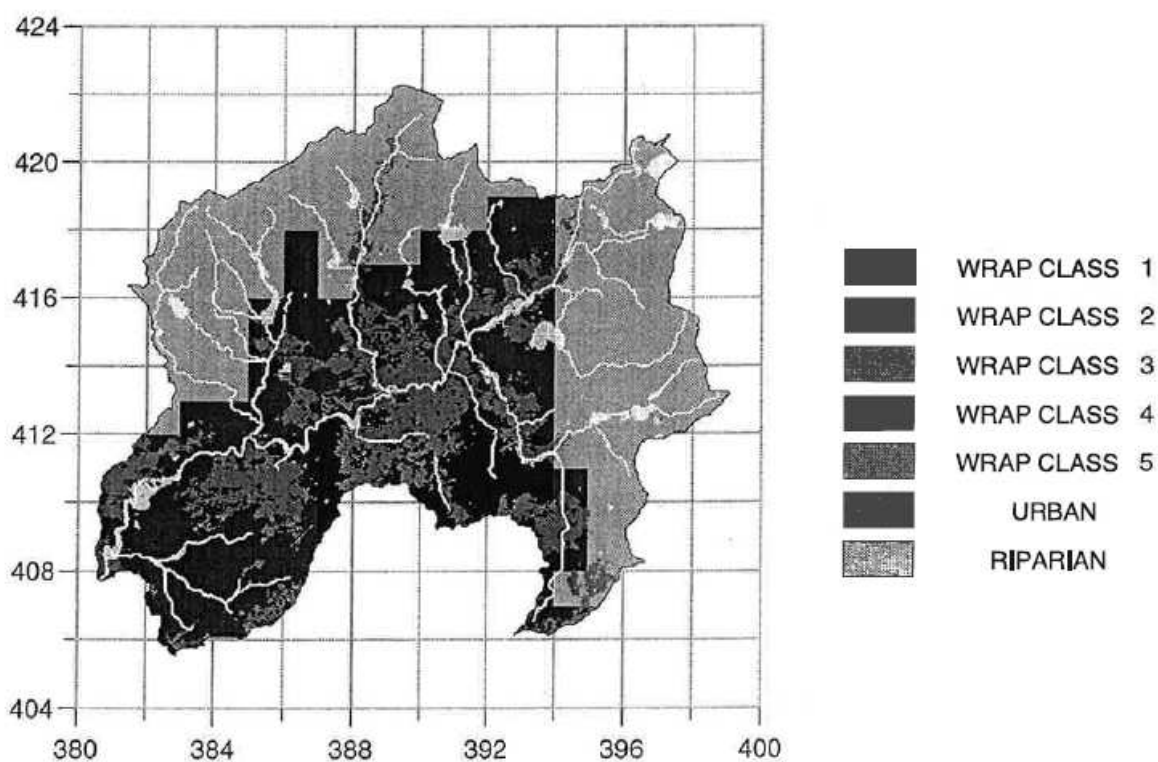 424
420
416
412
408
404
380 384 388 392 396 400
WRAP CLASS 1
WRAP CLASS 2
WRAP CLASS 3
WRAP CLASS 4
WRAP CLASS 5
URBAN
RIPARIAN